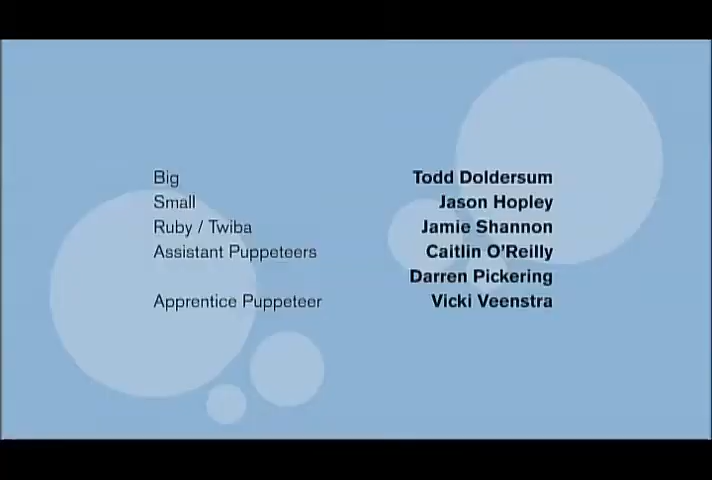 Big Todd Doldersum
Small Jason Hopley
Ruby / Twiba Jamie Shannon
Assistant Puppeteers Caitlin O'Reilly
Darren Pickering
Apprentice Puppeteer Vicki Veenstra